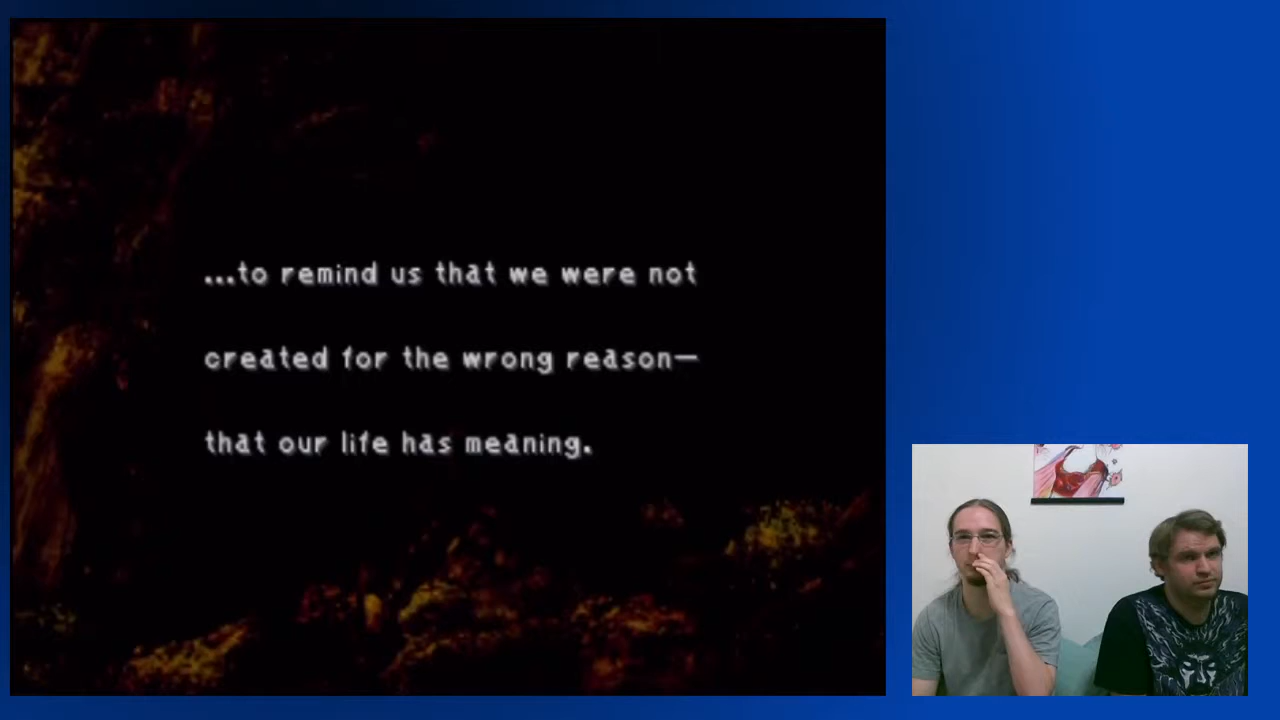 ...to remind us that we were not
created for the wrong reason—
that our life has meaning.